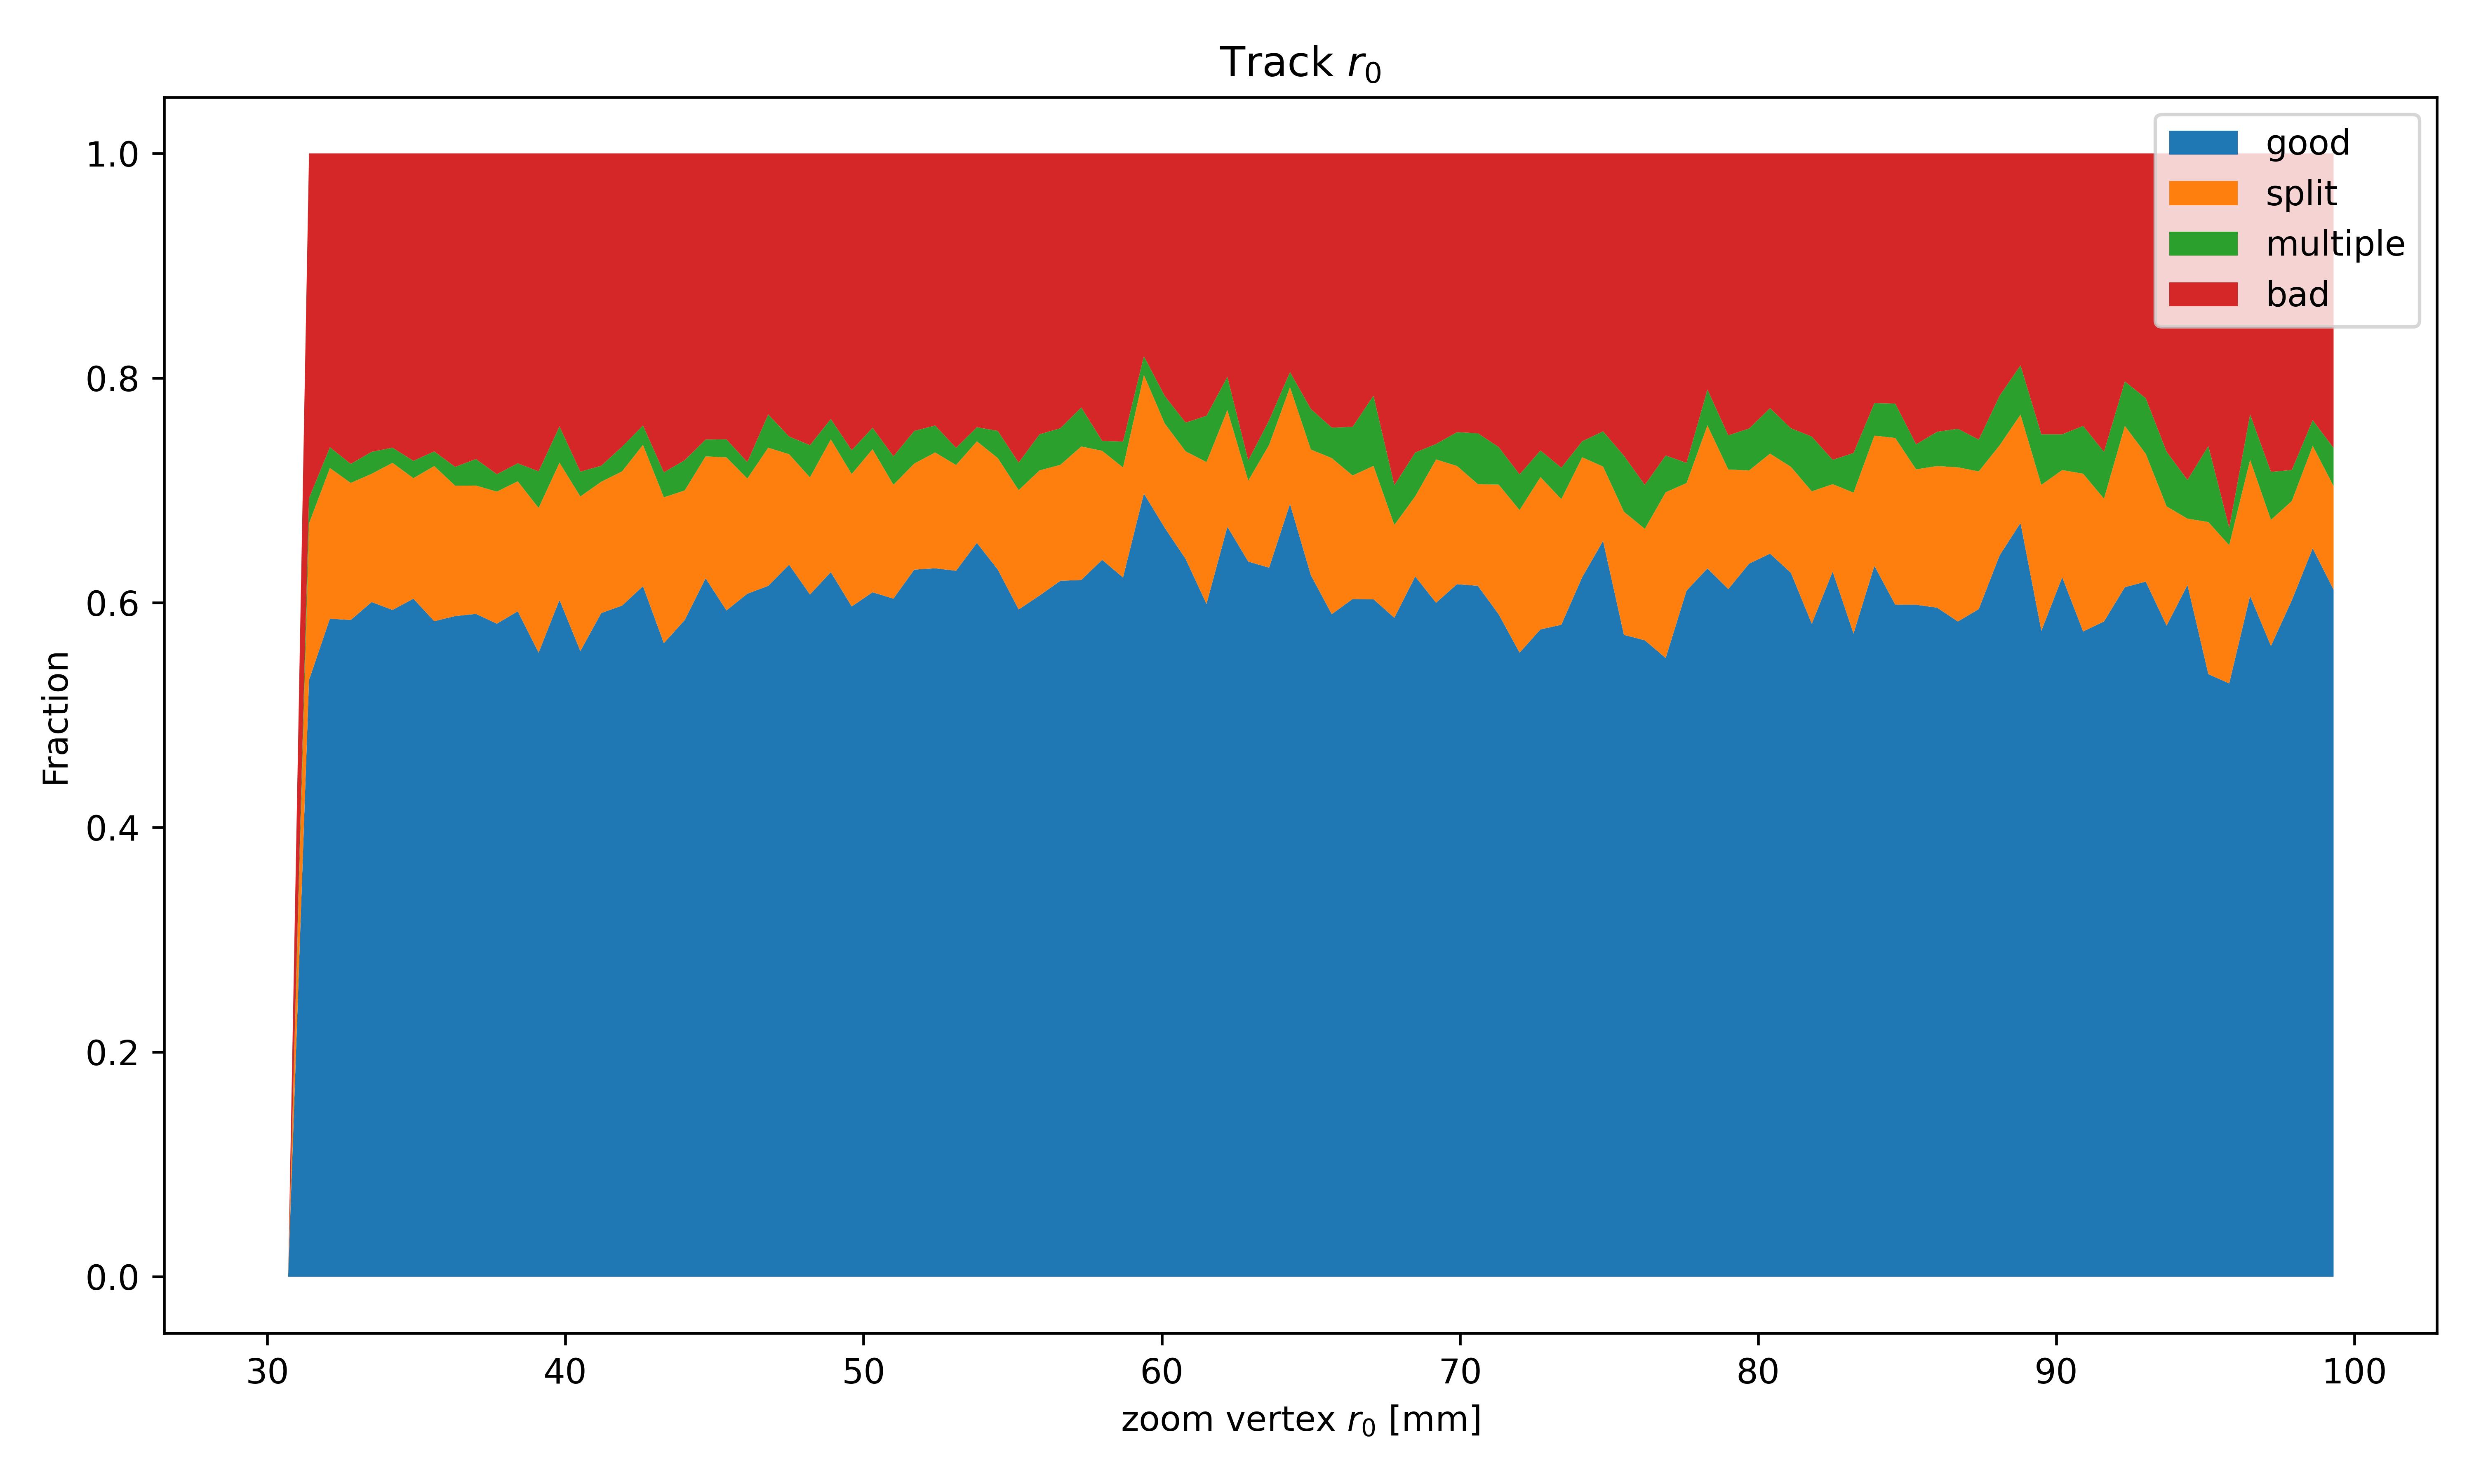 Track r₀
good
split
multiple
bad
1.0
0.8
0.6
0.4
0.2
0.0
Fraction
30 40 50 60 70 80 90 100
zoom vertex r₀ [mm]